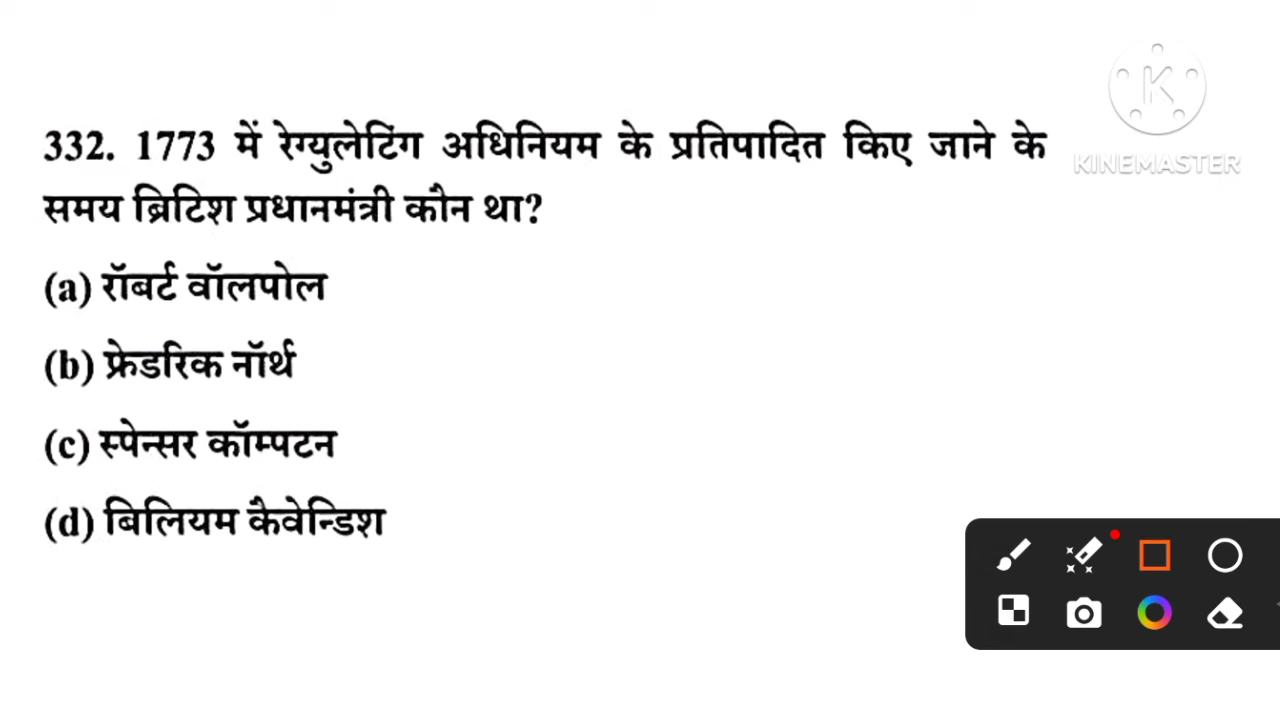 332. 1773 में रेग्युलेटिंग अधिनियम के प्रतिपादित किए जाने के
समय ब्रिटिश प्रधानमंत्री कौन था?
(a) रॉबर्ट वॉलपोल
(b) फ्रेडरिक नॉर्थ
(c) स्पेन्सर कॉम्पटन
(d) बिलियम कैवेन्डिश
KINEMASTER